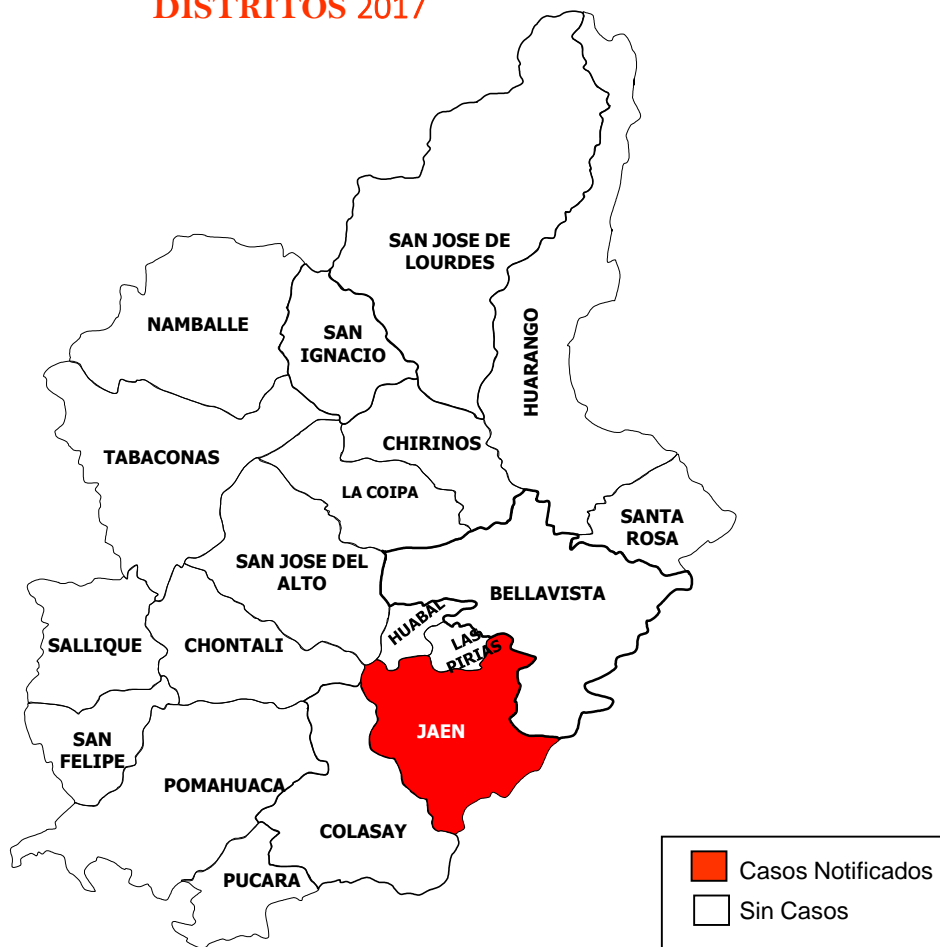 DISTRITOS 2017
SAN JOSE DE
LOURDES
NAMBALLE
SAN
IGNACIO
HUARANGO
CHIRINOS
TABACONAS
LA COIPA
SANTA
ROSA
SAN JOSE DEL
ALTO
BELLAVISTA
HUABAL
LAS
PIRIAS
SALLIQUE
CHONTALI
JAEN
SAN
FELIPE
POMAHUACA
COLASAY
PUCARA
Casos Notificados
Sin Casos